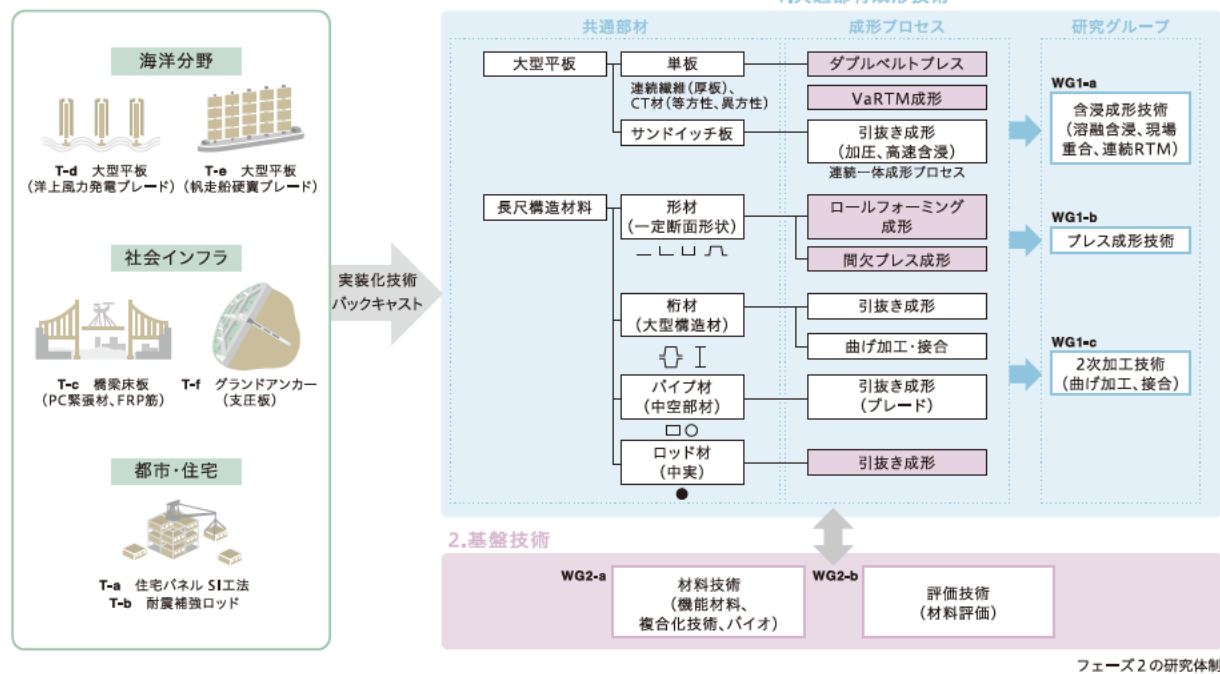 海洋分野
T-d 大型平板
(洋上風力発電ブレード)
T-e 大型平板
(帆走船硬翼ブレード)
社会インフラ
T-c 橋梁床板
(PC緊張材、FRP筋)
T-f グランドアンカー
(支圧板)
都市・住宅
T-a 住宅パネル SI工法
T-b 耐震補強ロッド
実装化技術
バックキャスト
共通部材
成形プロセス
研究グループ
大型平板
単板
連続繊維(厚板)、
CT材(等方性、異方性)
サンドイッチ板
ダブルベルトプレス
VaRTM成形
引抜き成形
(加圧、高速含浸)
連続一体成形プロセス
WG1-a
含浸成形技術
(溶融含浸、現場
重合、連続RTM)
長尺構造材料
形材
(一定断面形状)
ロールフォーミング
成形
間欠プレス成形
WG1-b
プレス成形技術
桁材
(大型構造材)
引抜き成形
曲げ加工・接合
WG1-c
2次加工技術
(曲げ加工、接合)
パイプ材
(中空部材)
引抜き成形
(ブレード)
ロッド材
(中実)
引抜き成形
2.基盤技術
WG2-a
材料技術
(機能材料、
複合化技術、バイオ)
WG2-b
評価技術
(材料評価)
フェーズ2の研究体制